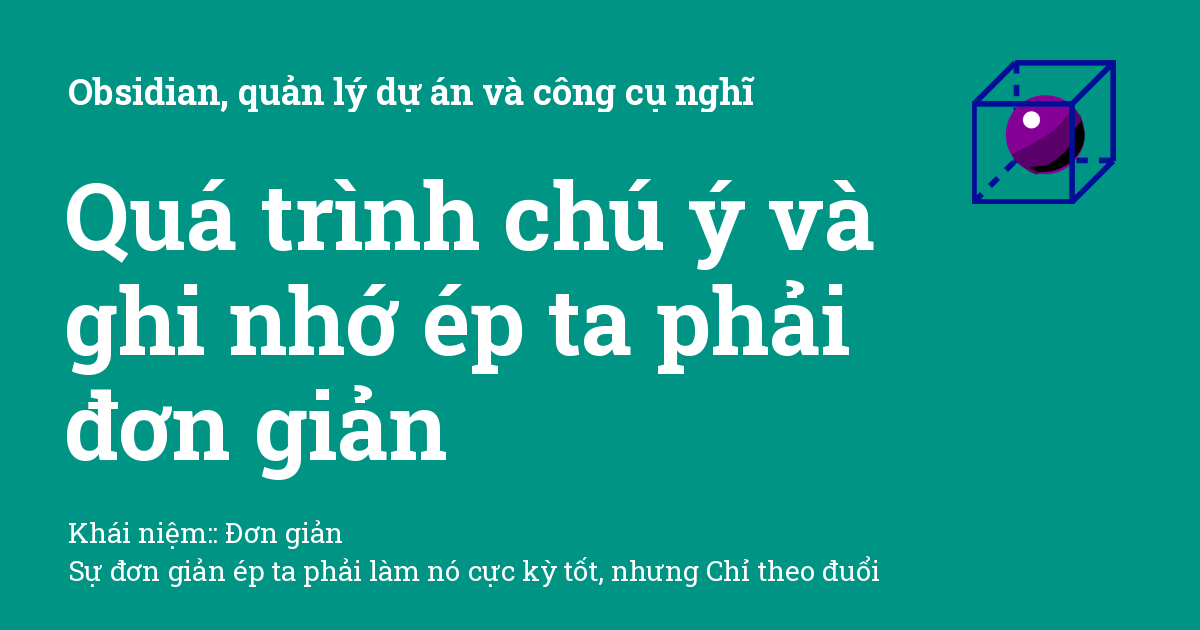 Obsidian, quản lý dự án và công cụ nghĩ
Quá trình chú ý và
ghi nhớ ép ta phải
đơn giản
Khái niệm:: Đơn giản
Sự đơn giản ép ta phải làm nó cực kỳ tốt, nhưng Chỉ theo đuổi